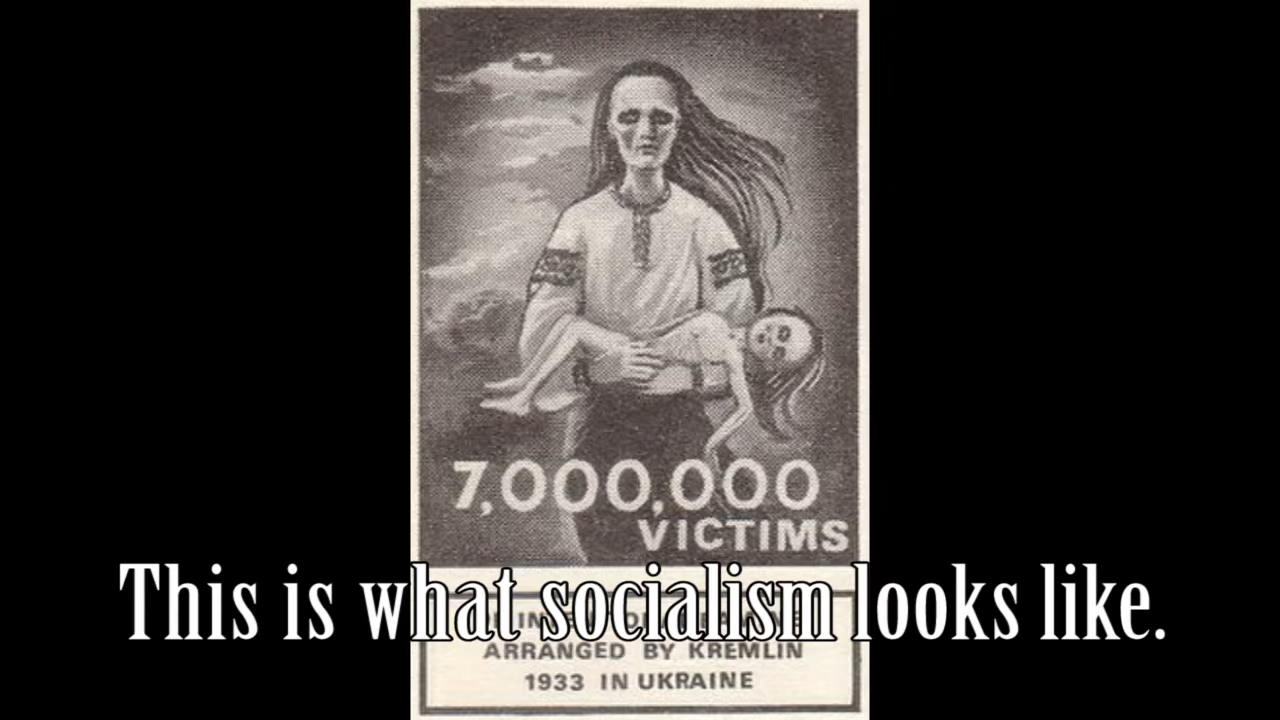 7,000,000
VICTIMS
This is what socialism looks like.
ARRANGED BY KREMLIN
1933 IN UKRAINE